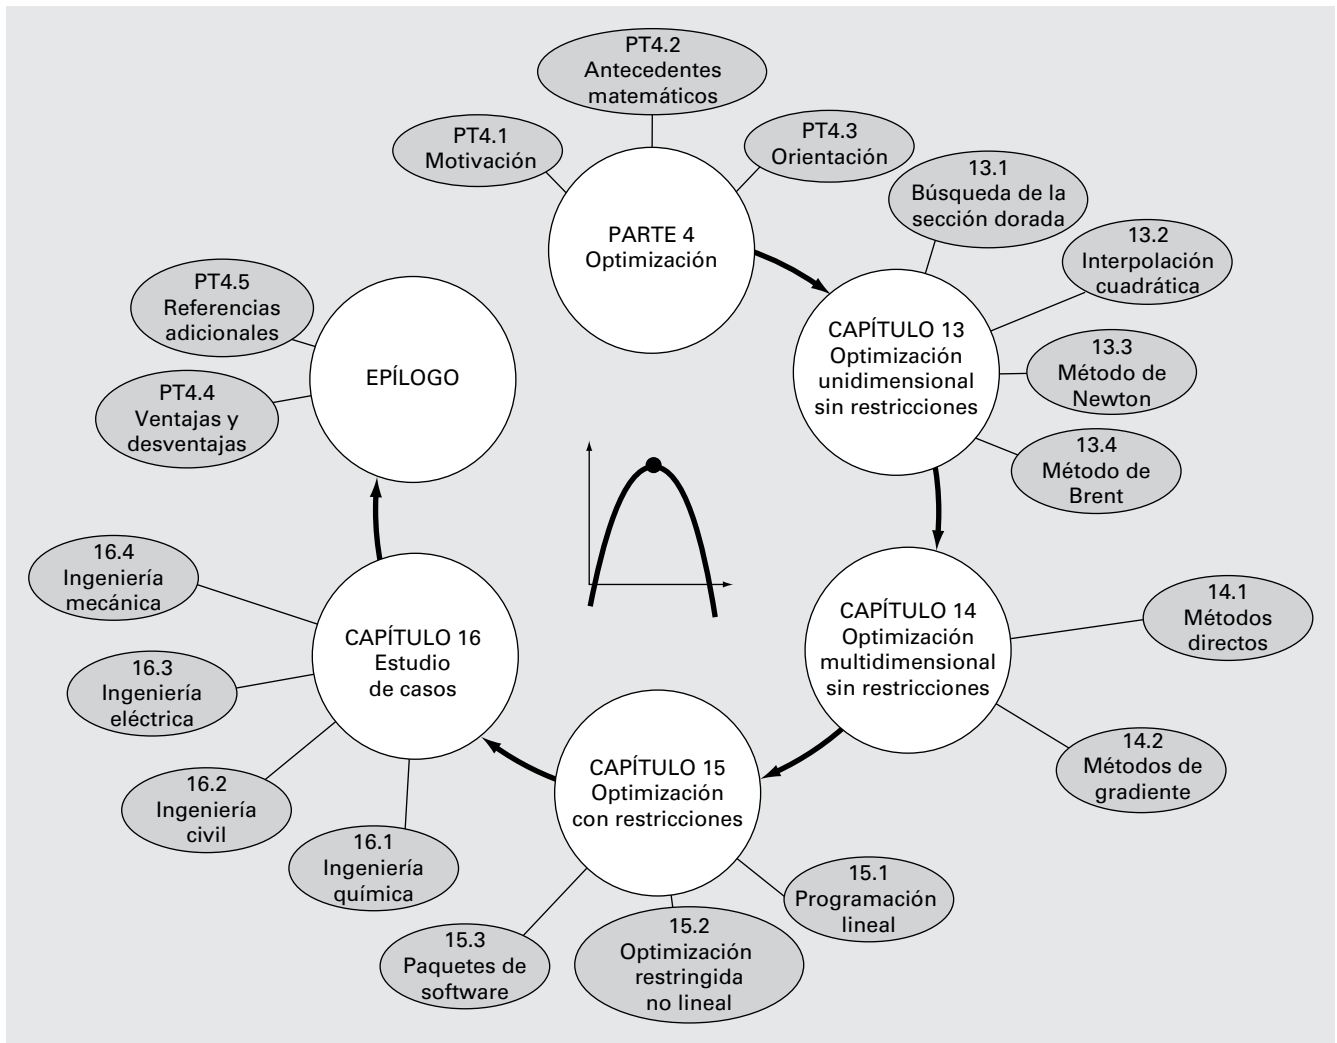 PT4.2
Antecedentes
matemáticos
PT4.1
Motivación
PT4.3
Orientación
PARTE 4
Optimización
13.1
Búsqueda de la
sección dorada
13.2
Interpolación
cuadrática
CAPÍTULO 13
Optimización
unidimensional
sin restricciones
13.3
Método de
Newton
13.4
Método de
Brent
CAPÍTULO 14
Optimización
multidimensional
sin restricciones
14.1
Métodos
directos
14.2
Métodos de
gradiente
CAPÍTULO 15
Optimización
con restricciones
15.1
Programación
lineal
15.2
Optimización
restringida
no lineal
15.3
Paquetes de
software
CAPÍTULO 16
Estudio
de casos
16.1
Ingeniería
química
16.2
Ingeniería
civil
16.3
Ingeniería
eléctrica
16.4
Ingeniería
mecánica
EPÍLOGO
PT4.4
Ventajas y
desventajas
PT4.5
Referencias
adicionales